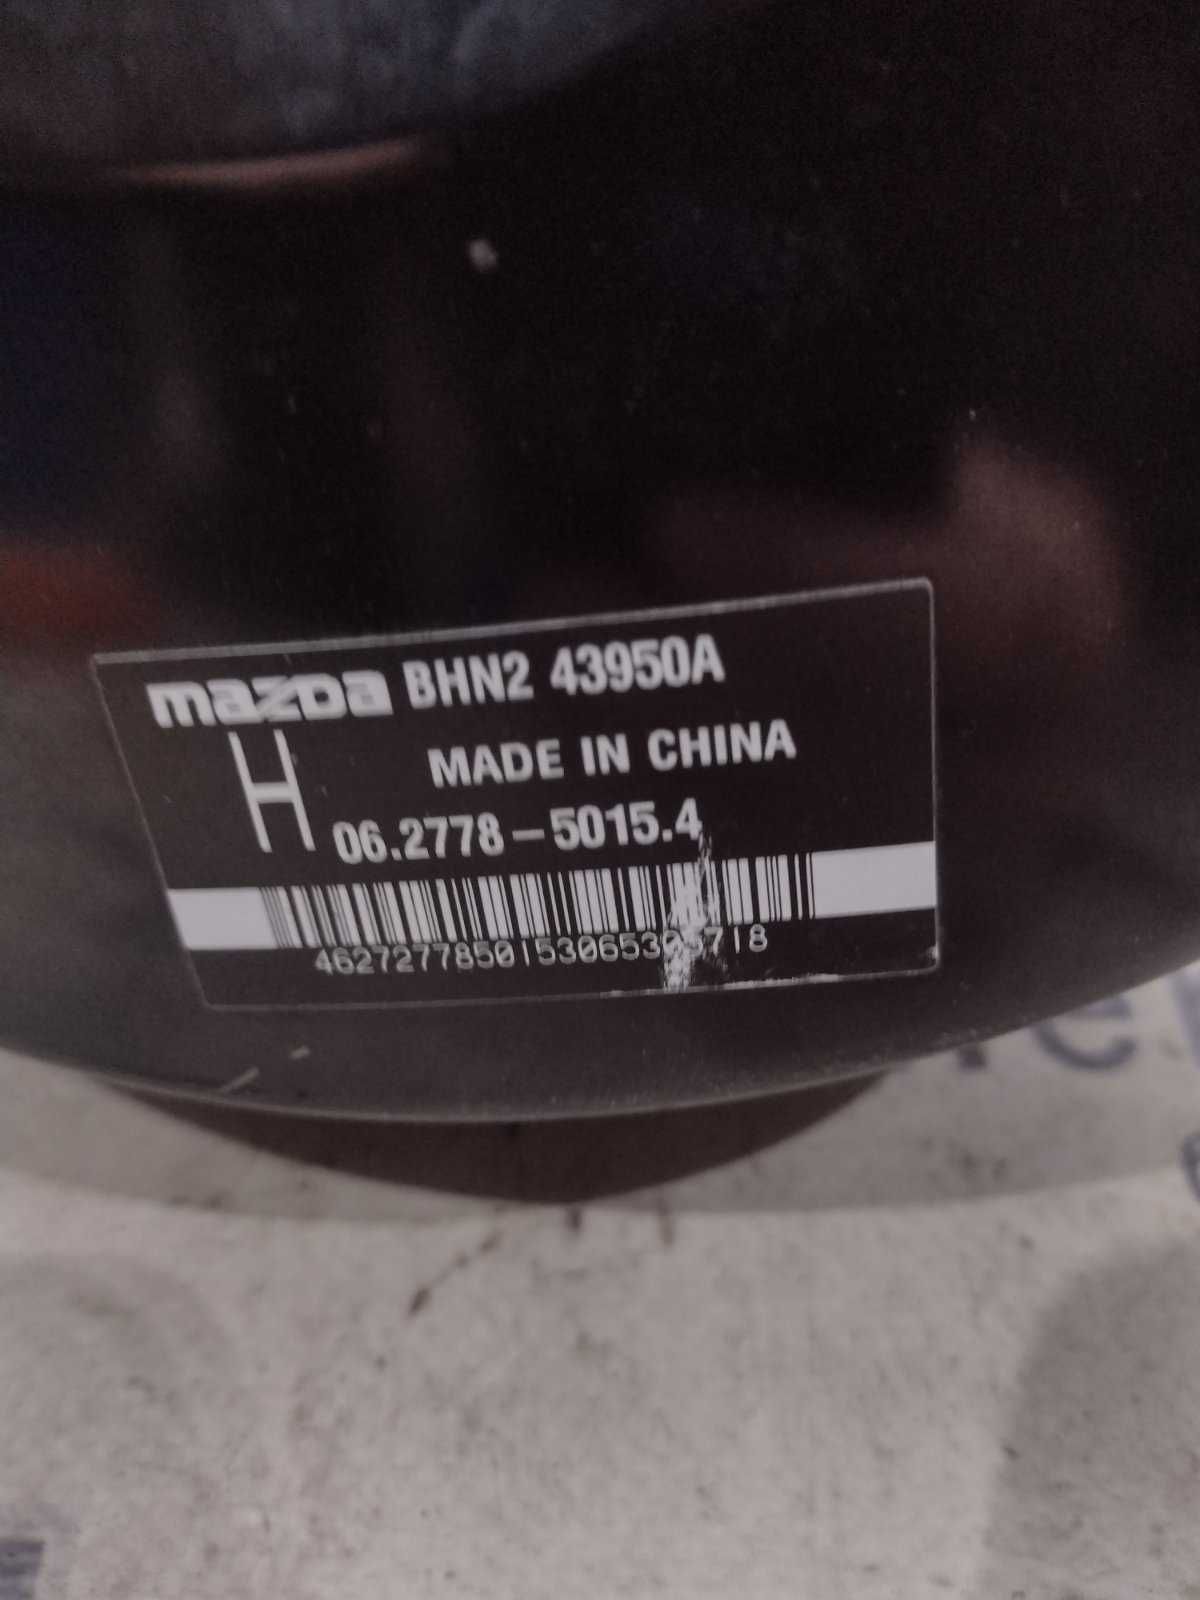 mazda BHN2 43950A
H MADE IN CHINA
06.2778-5015.4